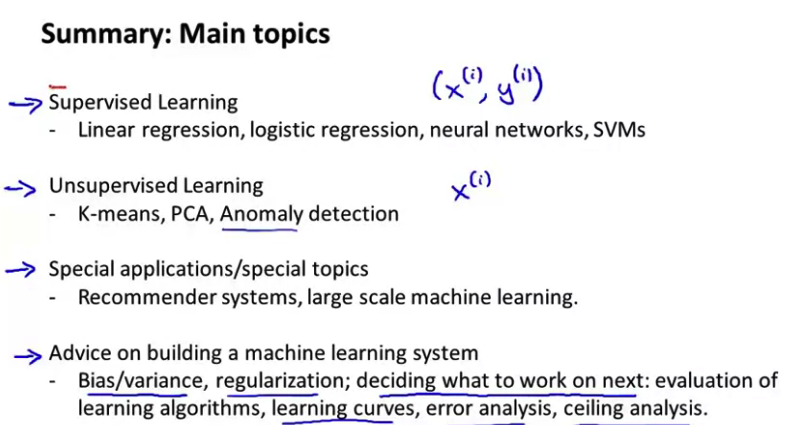 Summary: Main topics
(x^(i), y^(i))
Supervised Learning
- Linear regression, logistic regression, neural networks, SVMs
Unsupervised Learning
x^(i)
- K-means, PCA, Anomaly detection
Special applications/special topics
- Recommender systems, large scale machine learning.
Advice on building a machine learning system
- Bias/variance, regularization; deciding what to work on next: evaluation of
learning algorithms, learning curves, error analysis, ceiling analysis.